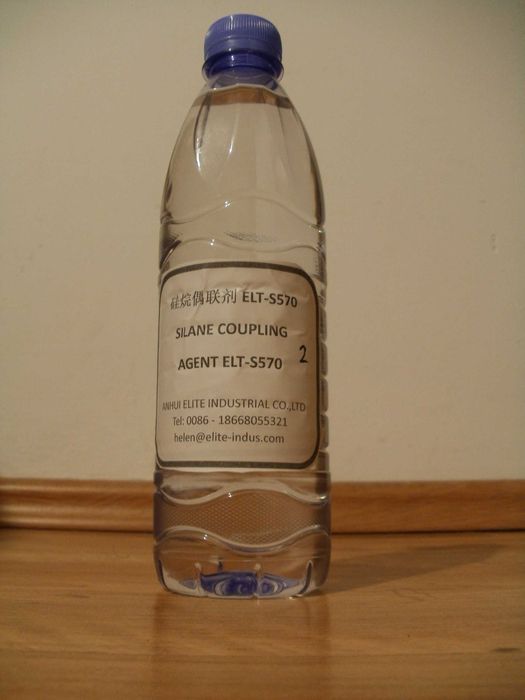 硅烷偶联剂 ELT-S570
SILANE COUPLING
AGENT ELT-S570
2
ANHUI ELITE INDUSTRIAL CO.,LTD
Tel: 0086 - 18668055321
helen@elite-indus.com